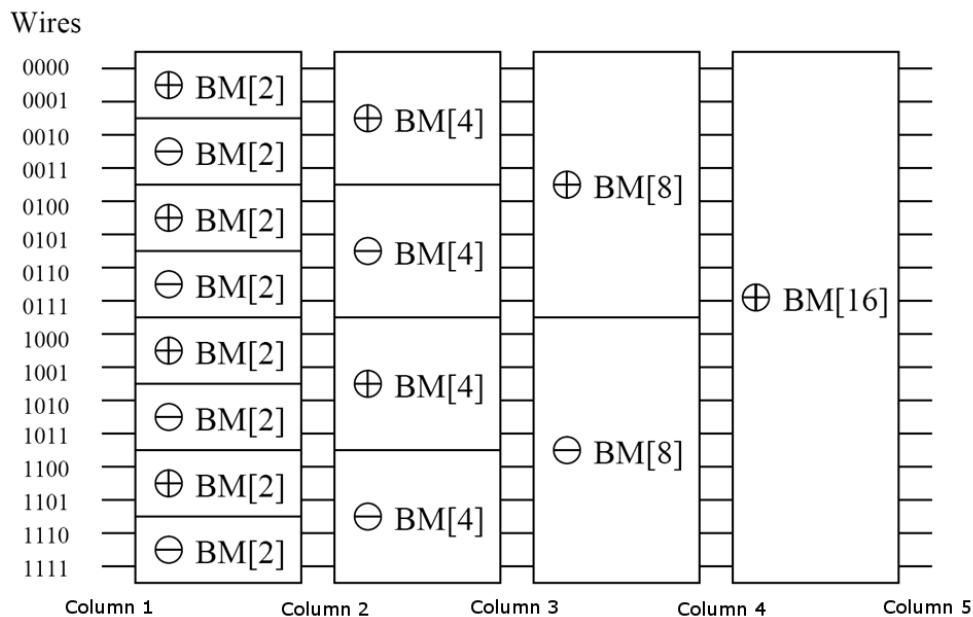 Wires
0000
0001
0010
0011
0100
0101
0110
0111
1000
1001
1010
1011
1100
1101
1110
1111
⊕ BM[2]
⊖ BM[2]
⊕ BM[2]
⊖ BM[2]
⊕ BM[2]
⊖ BM[2]
⊕ BM[2]
⊖ BM[2]
⊕ BM[4]
⊖ BM[4]
⊕ BM[4]
⊖ BM[4]
⊕ BM[8]
⊖ BM[8]
⊕ BM[16]
Column 1
Column 2
Column 3
Column 4
Column 5